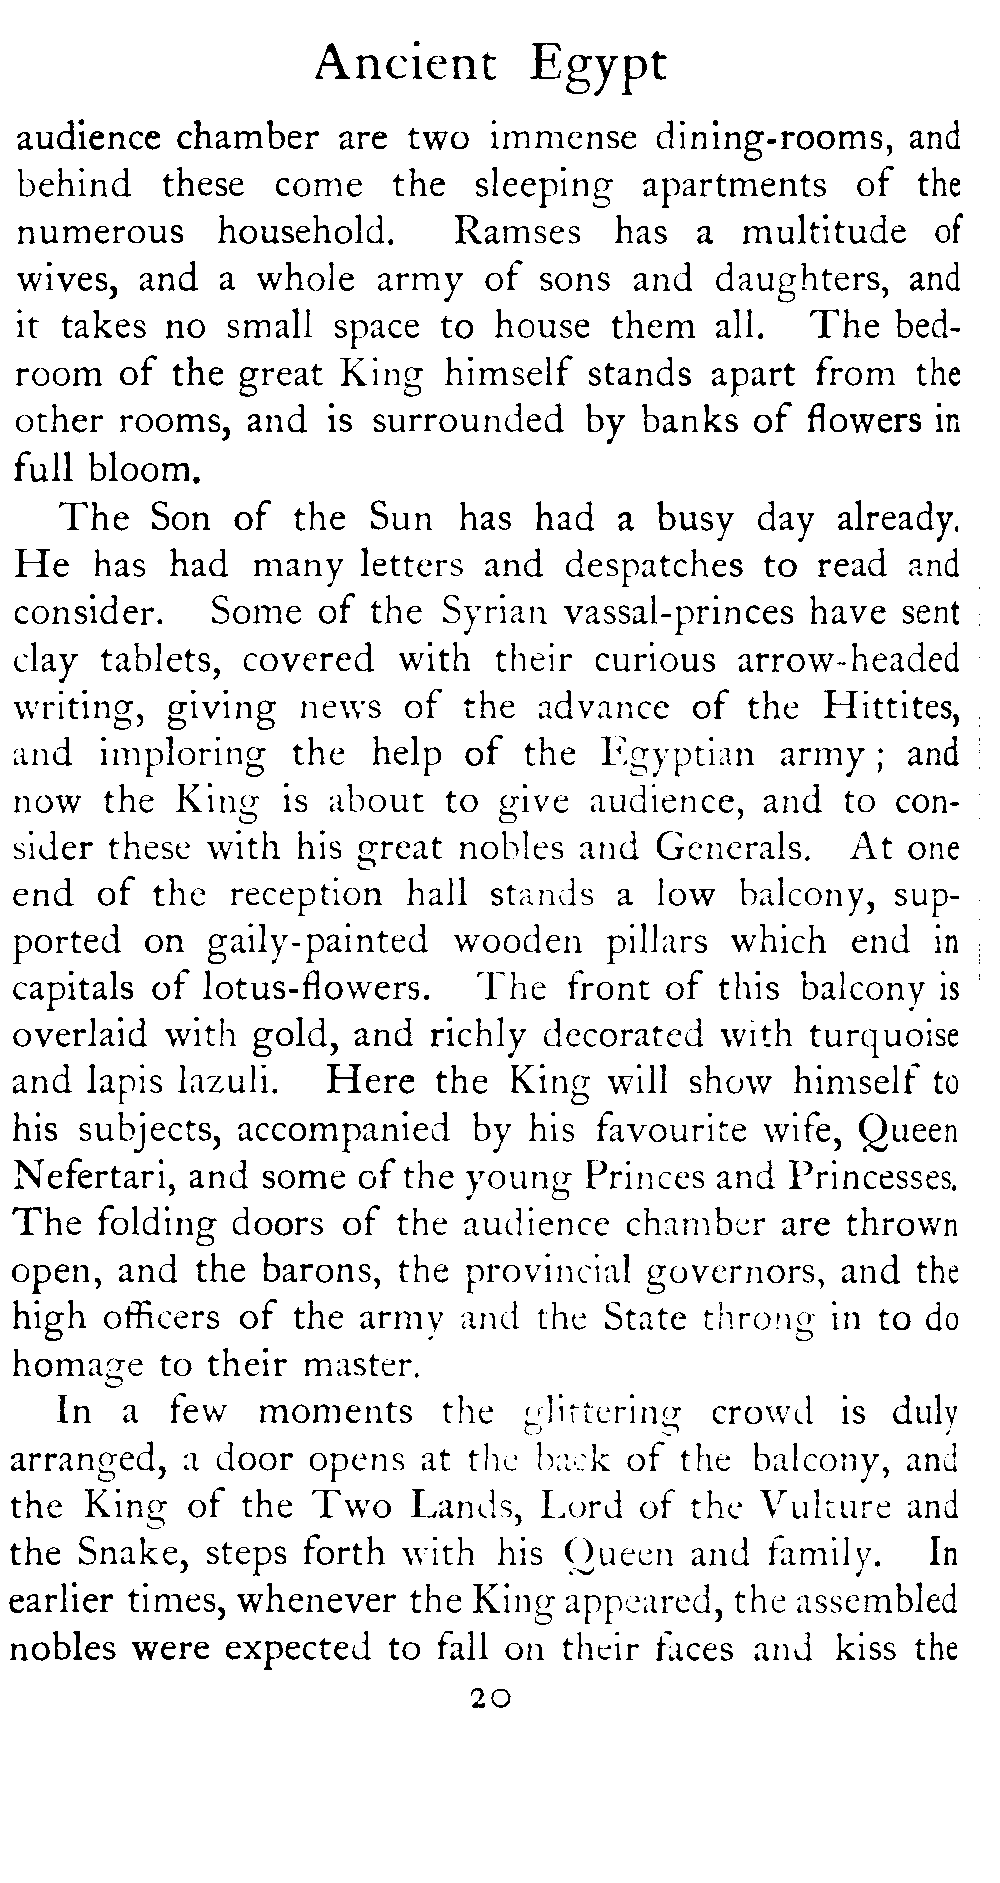 Ancient Egypt
audience chamber are two immense dining-rooms, and
behind these come the sleeping apartments of the
numerous household. Ramses has a multitude of
wives, and a whole army of sons and daughters, and
it takes no small space to house them all. The bed-
room of the great King himself stands apart from the
other rooms, and is surrounded by banks of flowers in
full bloom.
The Son of the Sun has had a busy day already.
He has had many letters and despatches to read and
consider. Some of the Syrian vassal-princes have sent
clay tablets, covered with their curious arrow-headed
writing, giving news of the advance of the Hittites,
and imploring the help of the Egyptian army; and
now the King is about to give audience, and to con-
sider these with his great nobles and Generals. At one
end of the reception hall stands a low balcony, sup-
ported on gaily-painted wooden pillars which end in
capitals of lotus-flowers. The front of this balcony is
overlaid with gold, and richly decorated with turquoise
and lapis lazuli. Here the King will show himself to
his subjects, accompanied by his favourite wife, Queen
Nefertari, and some of the young Princes and Princesses.
The folding doors of the audience chamber are thrown
open, and the barons, the provincial governors, and the
high officers of the army and the State throng in to do
homage to their master.
In a few moments the glittering crowd is duly
arranged, a door opens at the back of the balcony, and
the King of the Two Lands, Lord of the Vulture and
the Snake, steps forth with his Queen and family. In
earlier times, whenever the King appeared, the assembled
nobles were expected to fall on their faces and kiss the
20